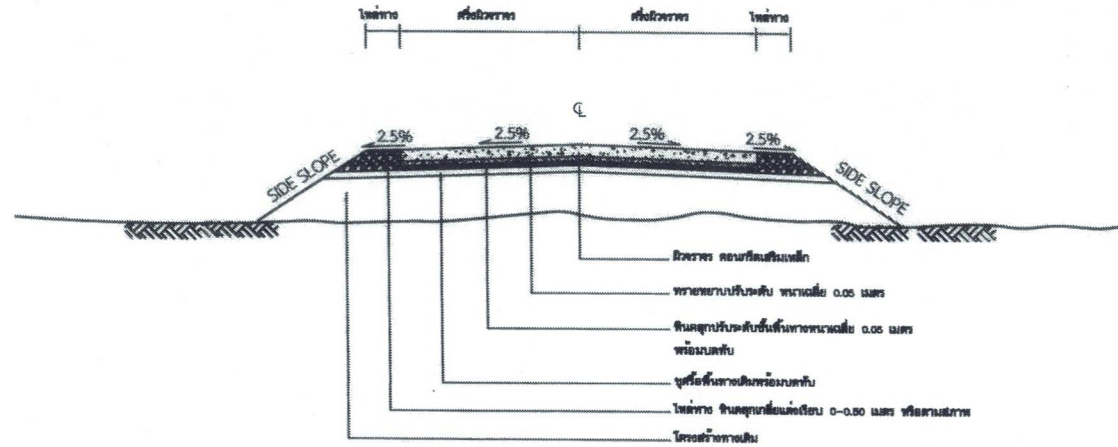 ไหล่ทาง ครึ่งผิวจราจร ครึ่งผิวจราจร ไหล่ทาง
℄
2.5% 2.5% 2.5% 2.5%
SIDE SLOPE SIDE SLOPE
ผิวจราจร คอนกรีตเสริมเหล็ก
ทรายหยาบปรับระดับ หนาเฉลี่ย 0.05 เมตร
หินคลุกปรับระดับชั้นพื้นทางหนาเฉลี่ย 0.05 เมตร
พร้อมบดทับ
ขุดรื้อพื้นทางเดิมพร้อมบดทับ
ไหล่ทาง หินคลุกเกลี่ยแต่งเรียบ 0-0.50 เมตร หรือตามสภาพ
โครงสร้างทางเดิม